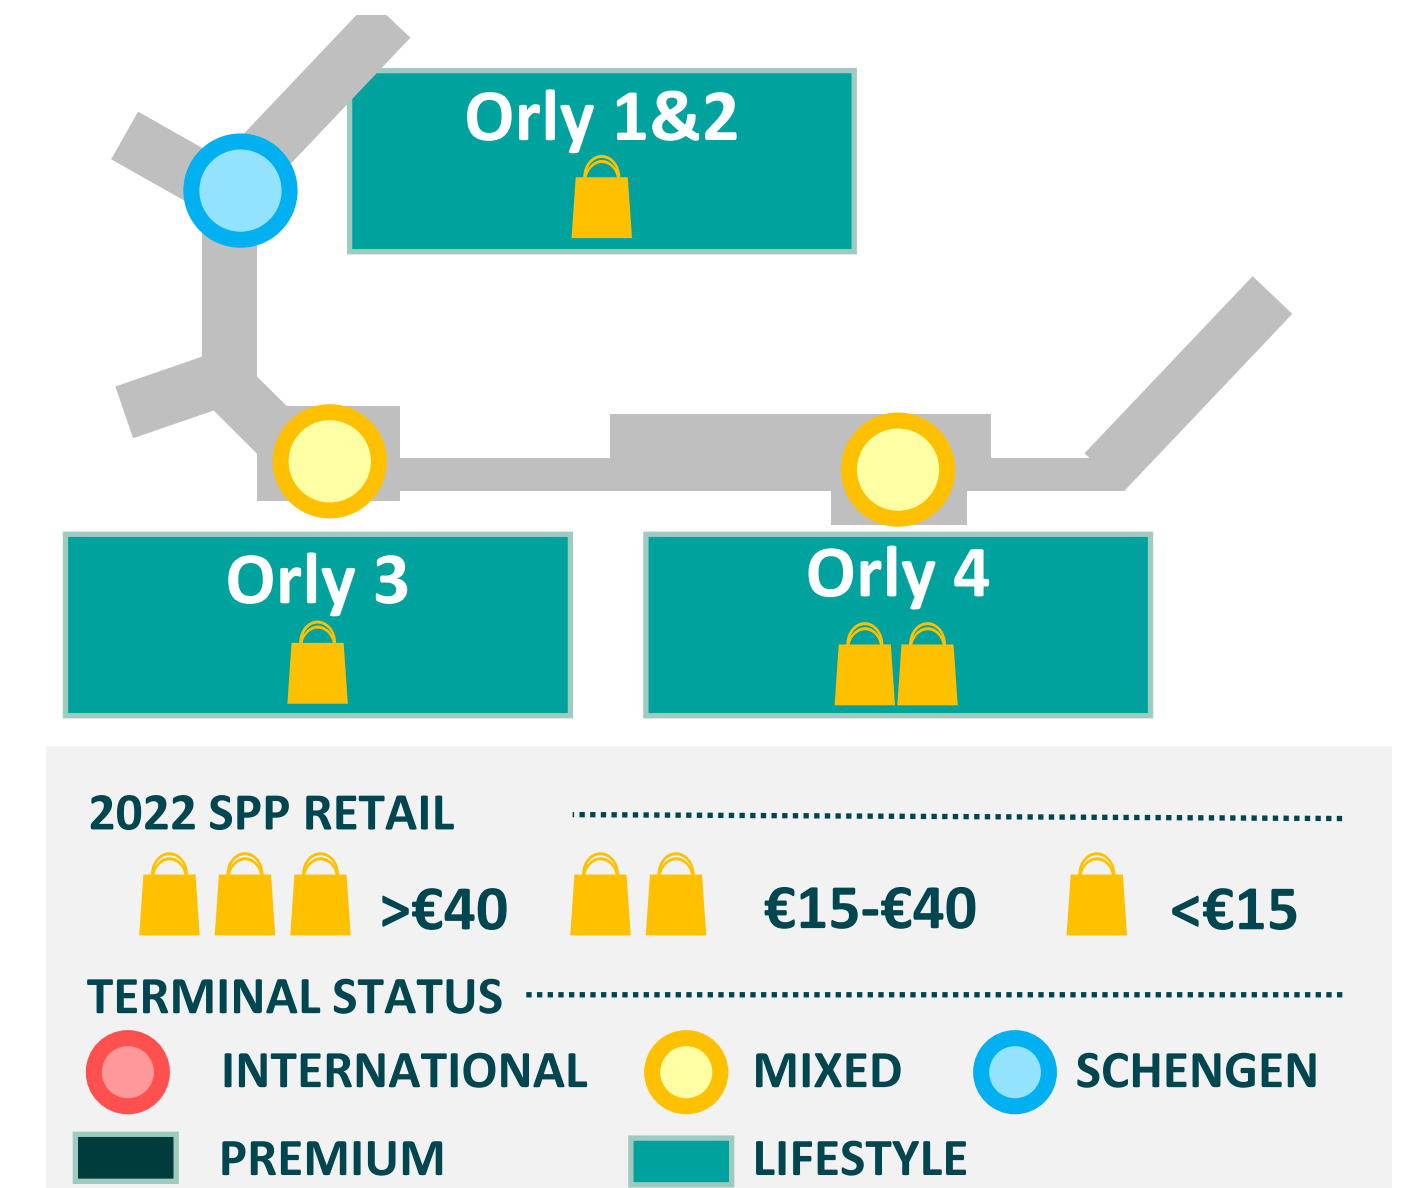 Orly 1&2
Orly 3
Orly 4
2022 SPP RETAIL
>€40
€15-€40
<€15
TERMINAL STATUS
INTERNATIONAL
MIXED
SCHENGEN
PREMIUM
LIFESTYLE